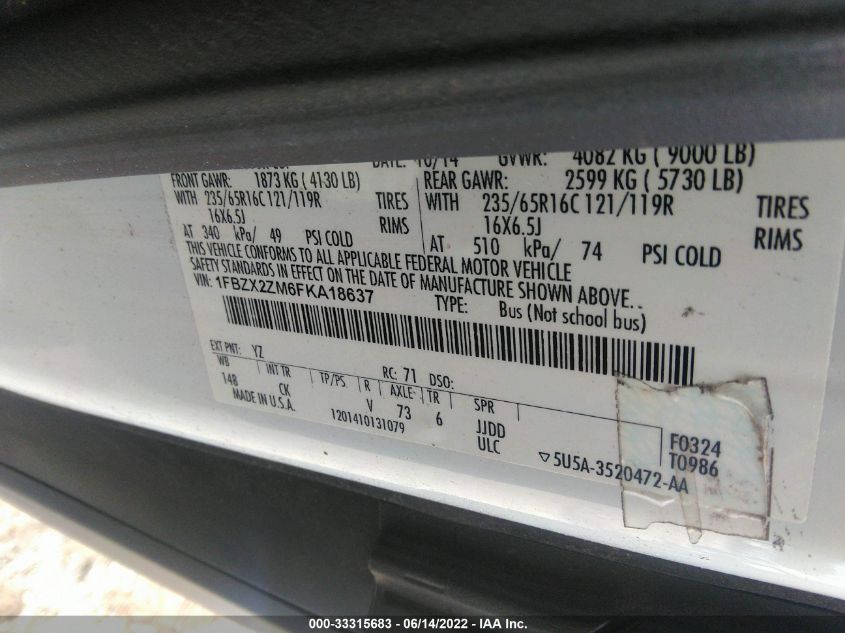 DATE: 10/14 GVWR: 4082 KG ( 9000 LB)
FRONT GAWR: 1873 KG ( 4130 LB) REAR GAWR: 2599 KG ( 5730 LB)
WITH 235/65R16C 121/119R TIRES WITH 235/65R16C 121/119R TIRES
16X6.5J RIMS 16X6.5J RIMS
AT 340 kPa/ 49 PSI COLD AT 510 kPa/ 74 PSI COLD
THIS VEHICLE CONFORMS TO ALL APPLICABLE FEDERAL MOTOR VEHICLE
SAFETY STANDARDS IN EFFECT ON THE DATE OF MANUFACTURE SHOWN ABOVE.
VIN: 1FBZX2ZM6FKA18637
TYPE: Bus (Not school bus)
EXT PNT: YZ RC: 71 DSO:
WB INT TR TP/PS R AXLE TR SPR
148 CK V 73 6 JJDD
MADE IN U.S.A. 1201410131079 ULC
F0324
T0986
▽5U5A-3520472-AA
000-33315683 - 06/14/2022 - IAA Inc.